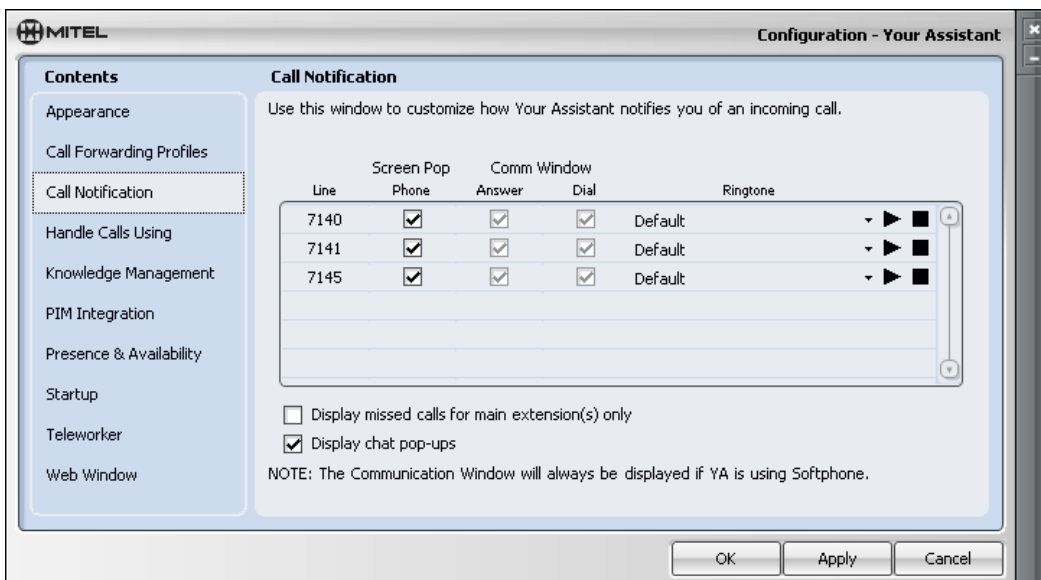 MITEL
Configuration - Your Assistant
Contents
Appearance
Call Forwarding Profiles
Call Notification
Handle Calls Using
Knowledge Management
PIM Integration
Presence & Availability
Startup
Teleworker
Web Window
Call Notification
Use this window to customize how Your Assistant notifies you of an incoming call.
Screen Pop Comm Window
Line Phone Answer Dial Ringtone
7140 Default
7141 Default
7145 Default
Display missed calls for main extension(s) only
Display chat pop-ups
NOTE: The Communication Window will always be displayed if YA is using Softphone.
OK Apply Cancel